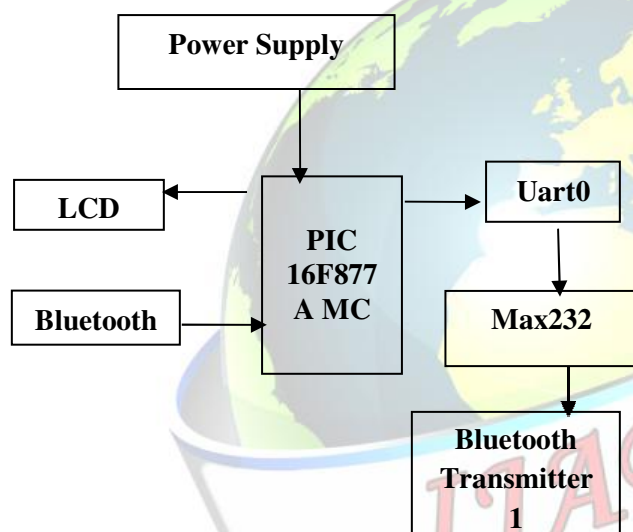 Power Supply
LCD
PIC
16F877
A MC
Uart0
Bluetooth
Max232
Bluetooth
Transmitter
1